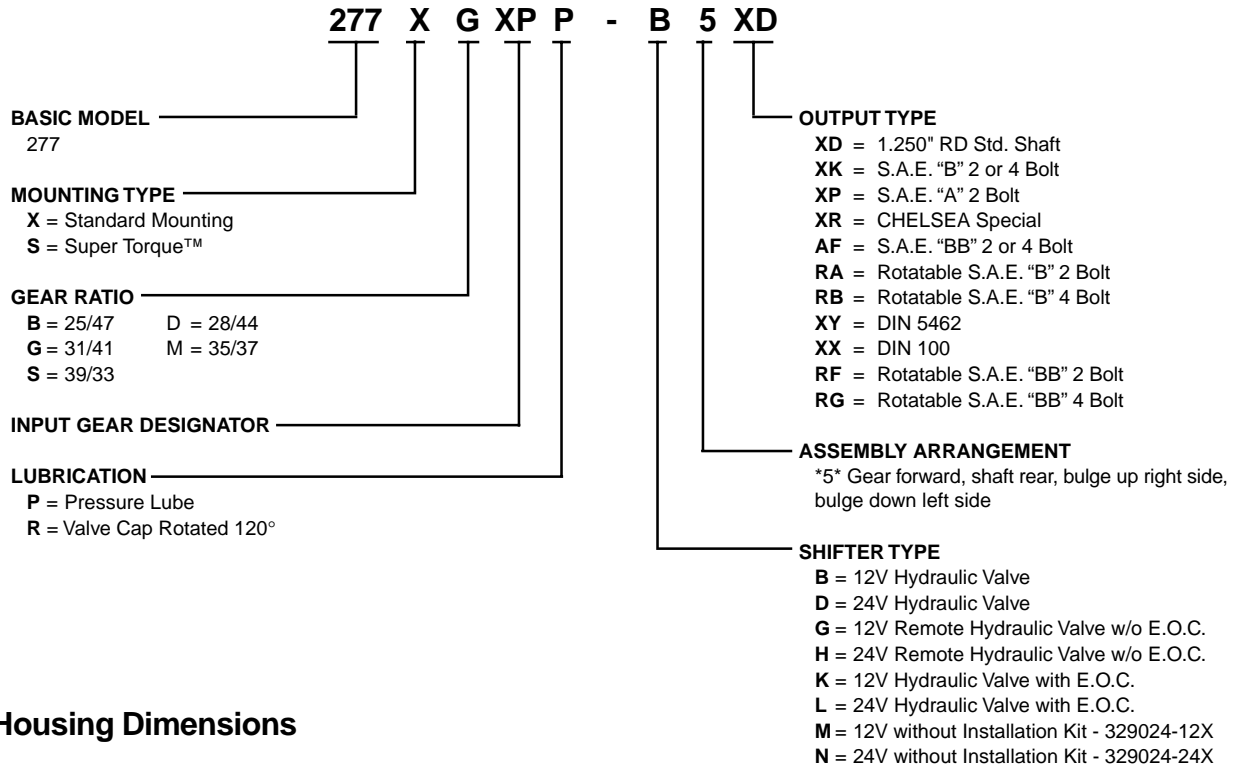 277 X G XP P - B 5 XD
BASIC MODEL
277
MOUNTING TYPE
X = Standard Mounting
S = Super Torque™
GEAR RATIO
B = 25/47 D = 28/44
G = 31/41 M = 35/37
S = 39/33
INPUT GEAR DESIGNATOR
LUBRICATION
P = Pressure Lube
R = Valve Cap Rotated 120°
OUTPUT TYPE
XD = 1.250" RD Std. Shaft
XK = S.A.E. “B” 2 or 4 Bolt
XP = S.A.E. “A” 2 Bolt
XR = CHELSEA Special
AF = S.A.E. “BB” 2 or 4 Bolt
RA = Rotatable S.A.E. “B” 2 Bolt
RB = Rotatable S.A.E. “B” 4 Bolt
XY = DIN 5462
XX = DIN 100
RF = Rotatable S.A.E. “BB” 2 Bolt
RG = Rotatable S.A.E. “BB” 4 Bolt
ASSEMBLY ARRANGEMENT
*5* Gear forward, shaft rear, bulge up right side,
bulge down left side
SHIFTER TYPE
B = 12V Hydraulic Valve
D = 24V Hydraulic Valve
G = 12V Remote Hydraulic Valve w/o E.O.C.
H = 24V Remote Hydraulic Valve w/o E.O.C.
K = 12V Hydraulic Valve with E.O.C.
L = 24V Hydraulic Valve with E.O.C.
M = 12V without Installation Kit - 329024-12X
N = 24V without Installation Kit - 329024-24X
Housing Dimensions